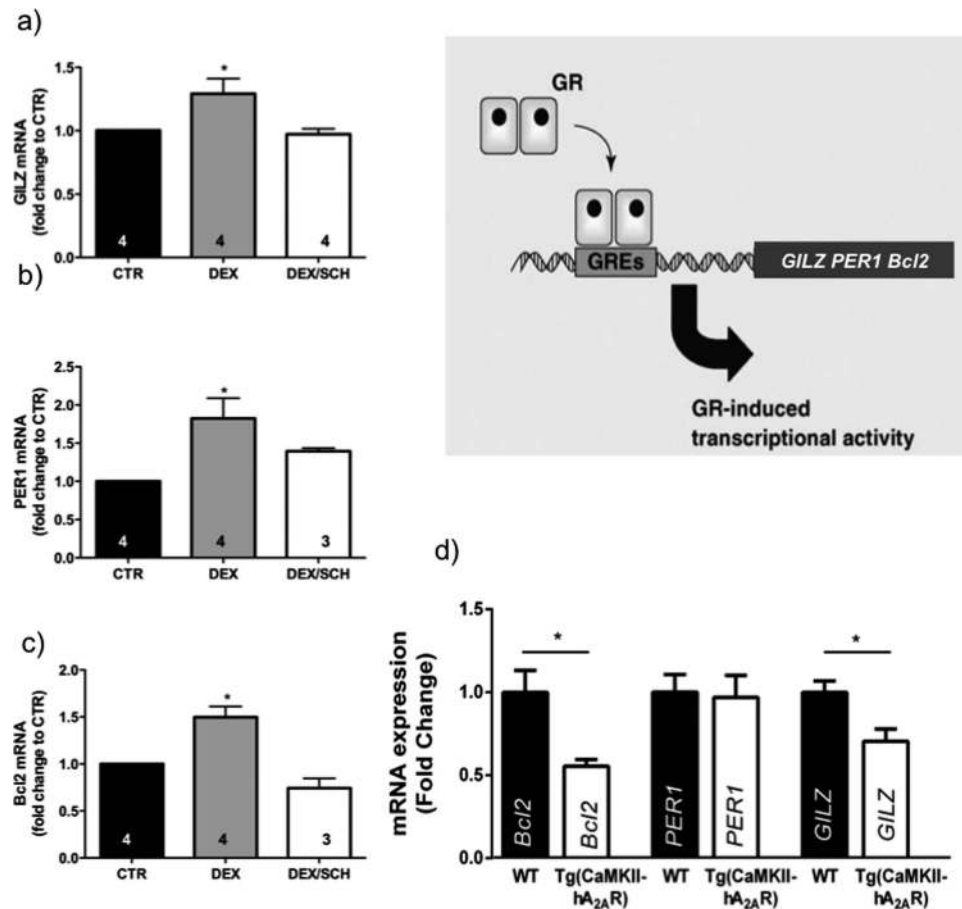 a)
GILZ mRNA
(fold change to CTR)
1.5
1.0
0.5
0.0
4
*
4
4
CTR DEX DEX/SCH
b)
PER1 mRNA
(fold change to CTR)
2.5
2.0
1.5
1.0
0.5
0.0
4
*
4
3
CTR DEX DEX/SCH
c)
Bcl2 mRNA
(fold change to CTR)
2.0
1.5
1.0
0.5
0.0
4
*
4
3
CTR DEX DEX/SCH
GR
GREs
GILZ PER1 Bcl2
GR-induced
transcriptional activity
d)
mRNA expression
(Fold Change)
1.5
1.0
0.5
0.0
*
*
Bcl2
Bcl2
PER1
PER1
GILZ
GILZ
WT Tg(CaMKII- WT Tg(CaMKII- WT Tg(CaMKII-
hA2AR) hA2AR) hA2AR)